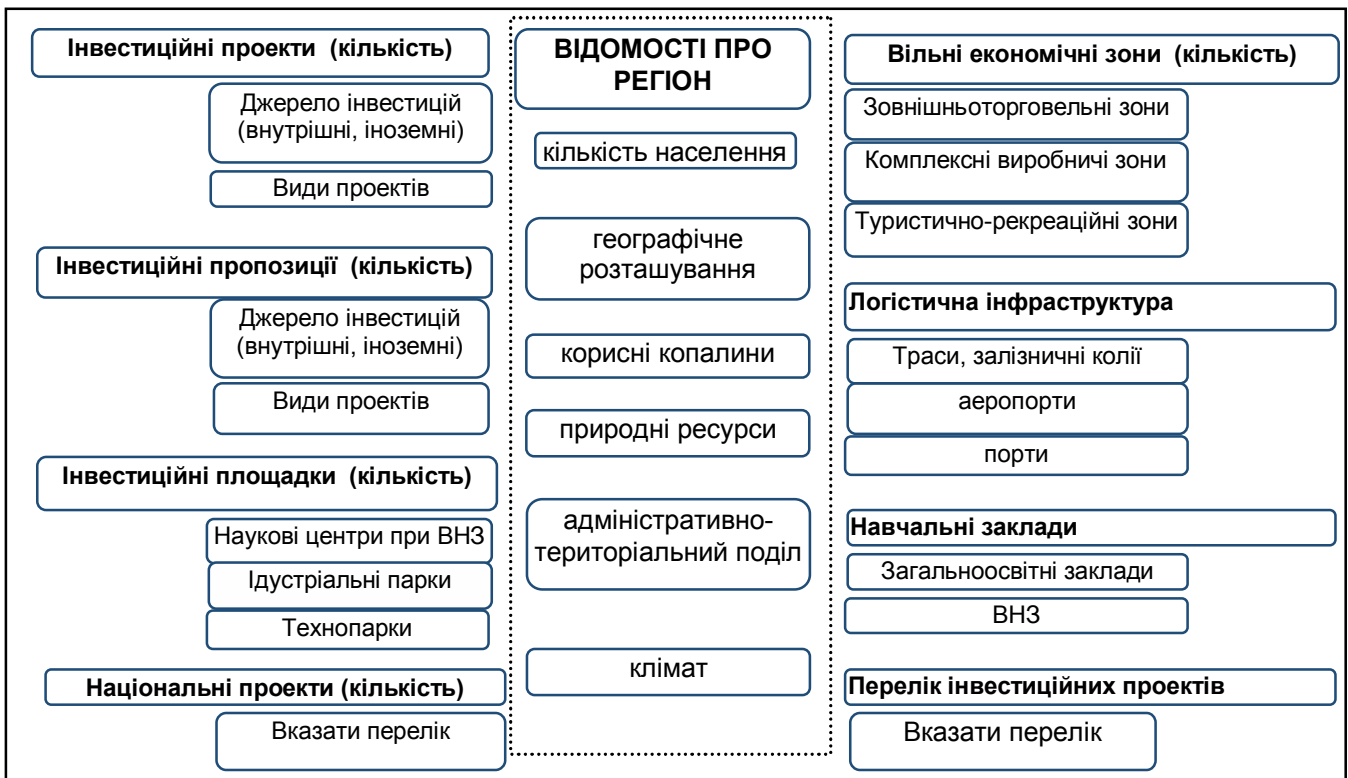 Інвестиційні проекти (кількість)
Джерело інвестицій
(внутрішні, іноземні)
Види проектів
Інвестиційні пропозиції (кількість)
Джерело інвестицій
(внутрішні, іноземні)
Види проектів
Інвестиційні площадки (кількість)
Наукові центри при ВНЗ
Ідустріальні парки
Технопарки
Національні проекти (кількість)
Вказати перелік
ВІДОМОСТІ ПРО
РЕГІОН
кількість населення
географічне
розташування
корисні копалини
природні ресурси
адміністративно-
територіальний поділ
клімат
Вільні економічні зони (кількість)
Зовнішньоторговельні зони
Комплексні виробничі зони
Туристично-рекреаційні зони
Логістична інфраструктура
Траси, залізничні колії
аеропорти
порти
Навчальні заклади
Загальноосвітні заклади
ВНЗ
Перелік інвестиційних проектів
Вказати перелік